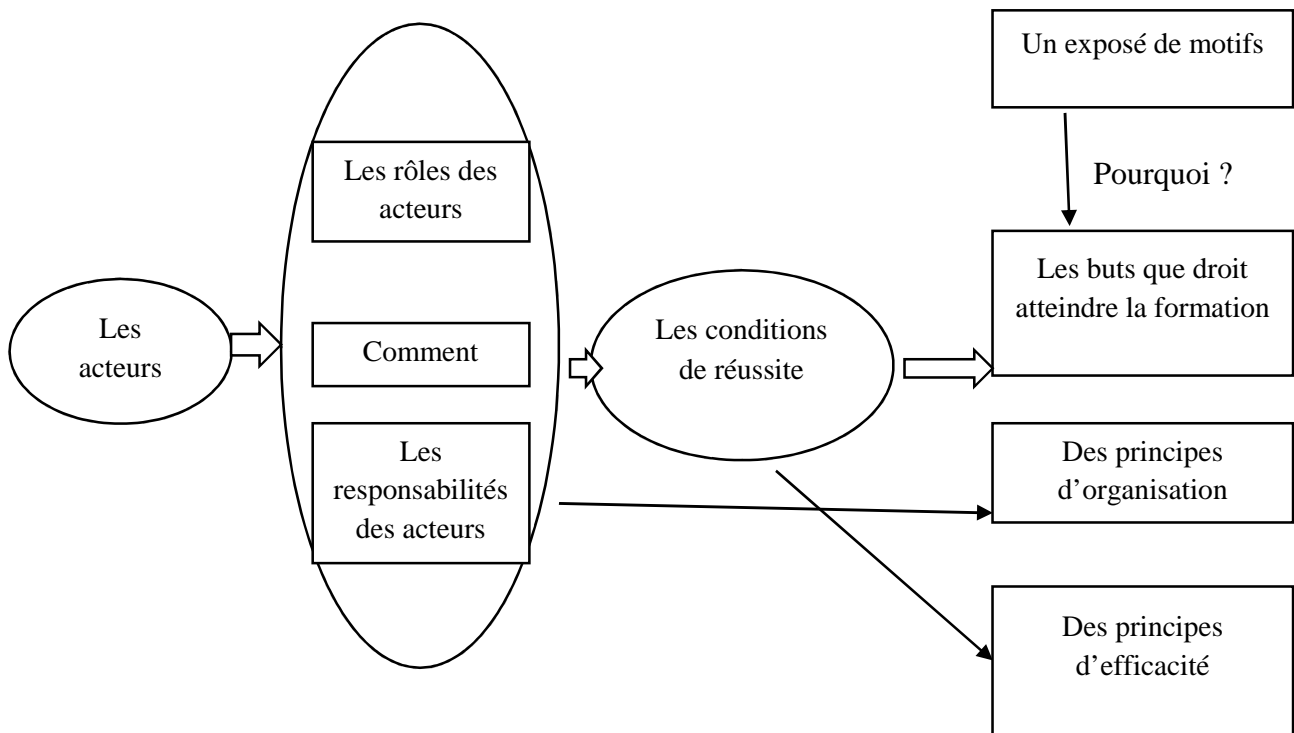 Un exposé de motifs
Pourquoi ?
Les rôles des
acteurs
Les buts que droit
atteindre la formation
Les
acteurs
Comment
Les conditions
de réussite
Les
responsabilités
des acteurs
Des principes
d’organisation
Des principes
d’efficacité